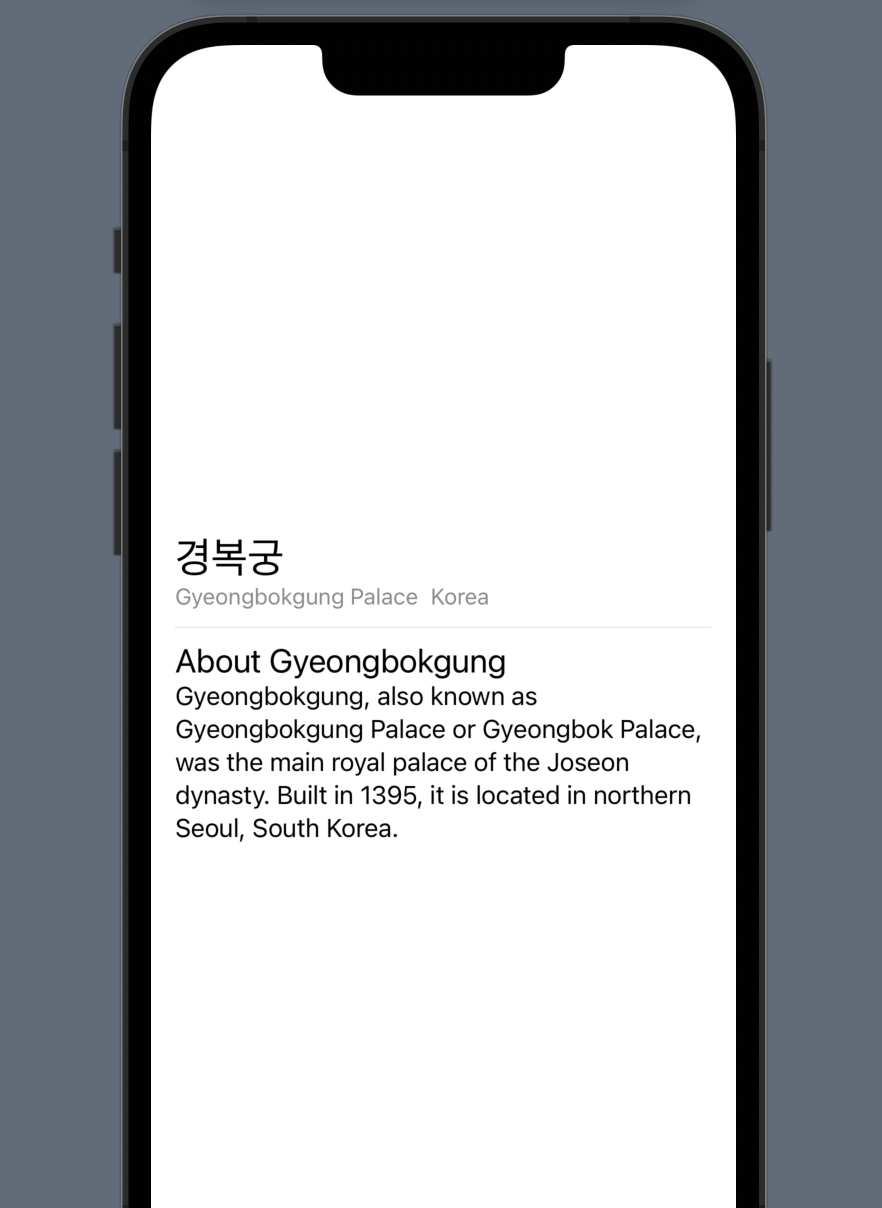 경복궁
Gyeongbokgung Palace Korea
About Gyeongbokgung
Gyeongbokgung, also known as
Gyeongbokgung Palace or Gyeongbok Palace,
was the main royal palace of the Joseon
dynasty. Built in 1395, it is located in northern
Seoul, South Korea.